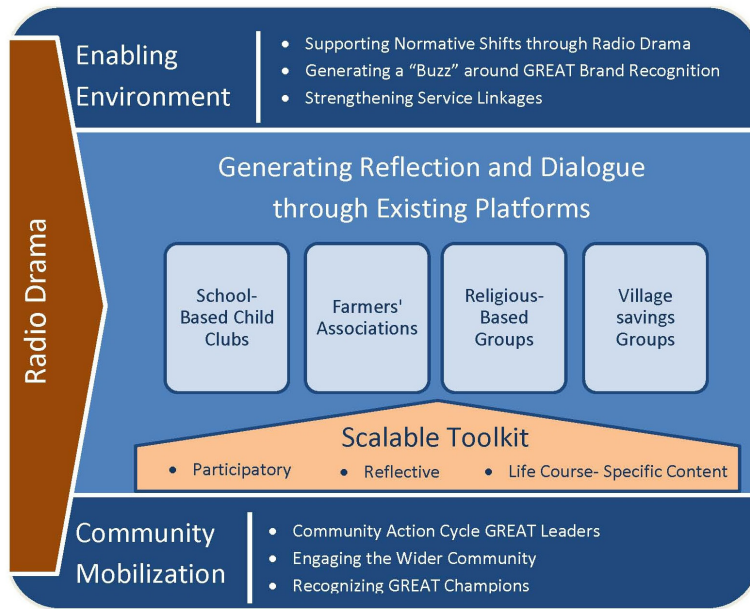 Enabling
Environment
• Supporting Normative Shifts through Radio Drama
• Generating a “Buzz” around GREAT Brand Recognition
• Strengthening Service Linkages
Radio Drama
Generating Reflection and Dialogue
through Existing Platforms
School-
Based Child
Clubs
Farmers'
Associations
Religious-
Based
Groups
Village
savings
Groups
Scalable Toolkit
• Participatory
• Reflective
• Life Course- Specific Content
Community
Mobilization
• Community Action Cycle GREAT Leaders
• Engaging the Wider Community
• Recognizing GREAT Champions